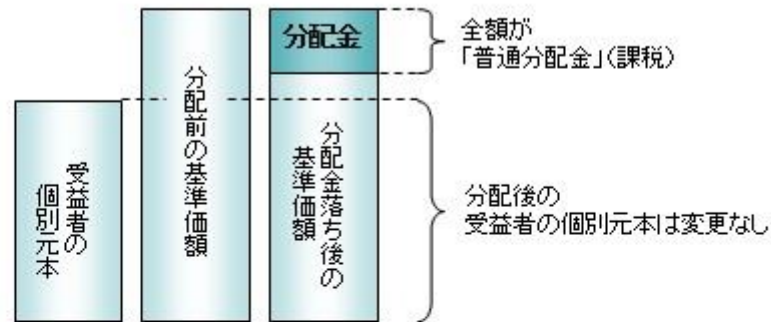 受益者の
個別元本
分配前の基準価額
分配金
分配金落ち後の
基準価額
全額が
「普通分配金」(課税)
分配後の
受益者の個別元本は変更なし